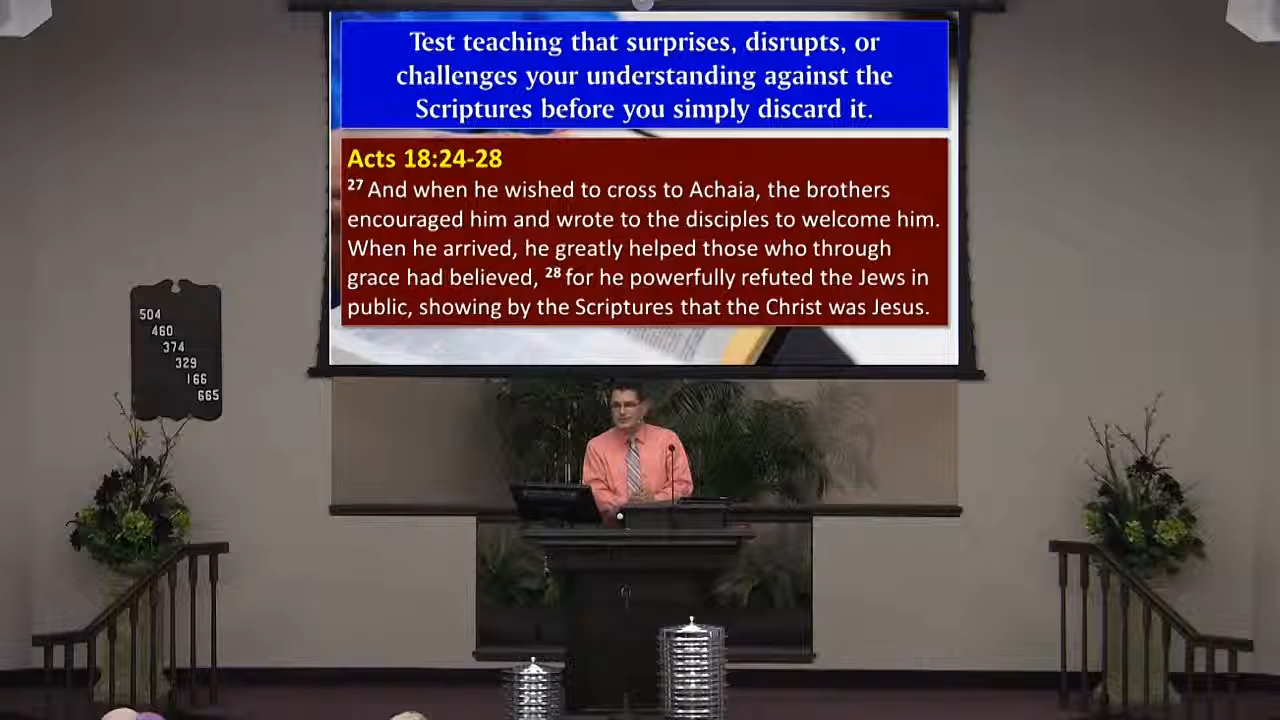 Test teaching that surprises, disrupts, or
challenges your understanding against the
Scriptures before you simply discard it.
Acts 18:24-28
27 And when he wished to cross to Achaia, the brothers
encouraged him and wrote to the disciples to welcome him.
When he arrived, he greatly helped those who through
grace had believed, 28 for he powerfully refuted the Jews in
public, showing by the Scriptures that the Christ was Jesus.
504
460
374
329
166
665